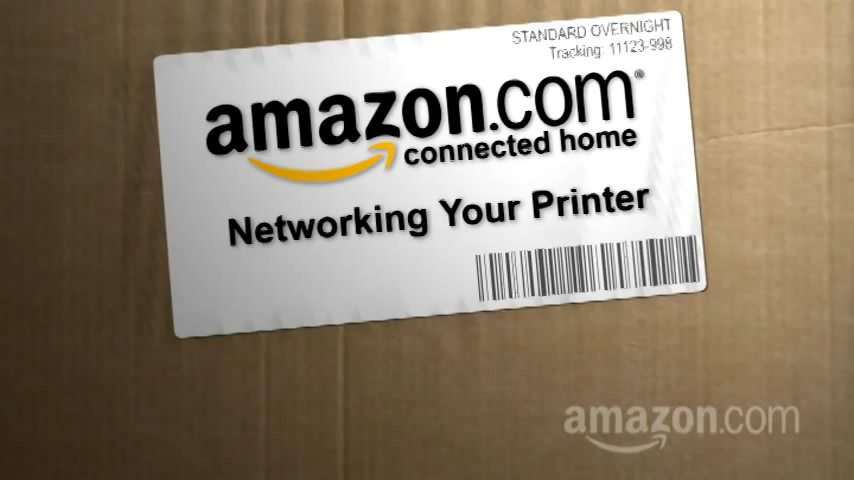 STANDARD OVERNIGHT
Tracking: 11123-998
amazon.com®
connected home
Networking Your Printer
amazon.com